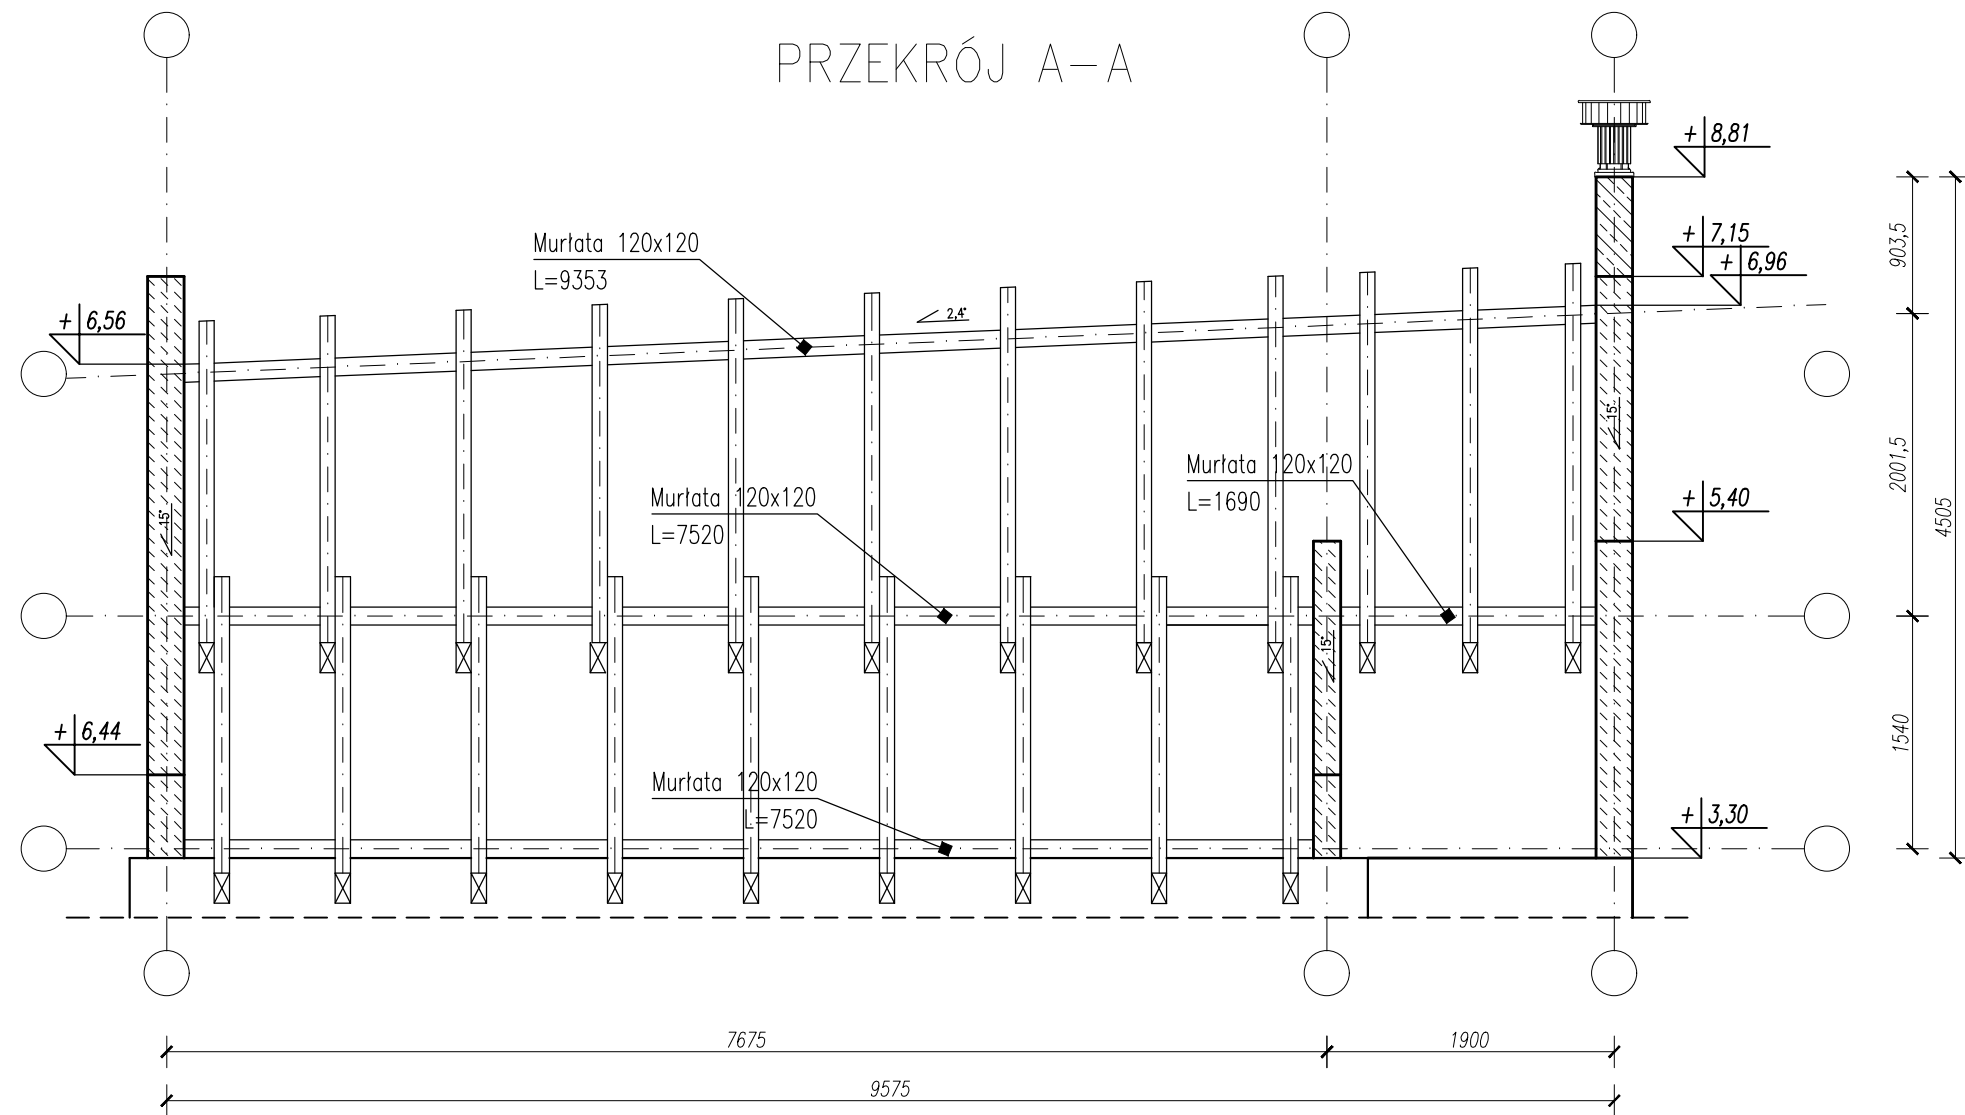 PRZEKRÓJ A-A
+ 8,81
+ 7,15
+ 6,96
903,5
Murłata 120x120
L=9353
2,4°
+ 6,56
15°
Murłata 120x120
L=1690
2001,5
Murłata 120x120
L=7520
15°
+ 5,40
4505
15°
+ 6,44
1540
Murłata 120x120
L=7520
+ 3,30
7675
1900
9575